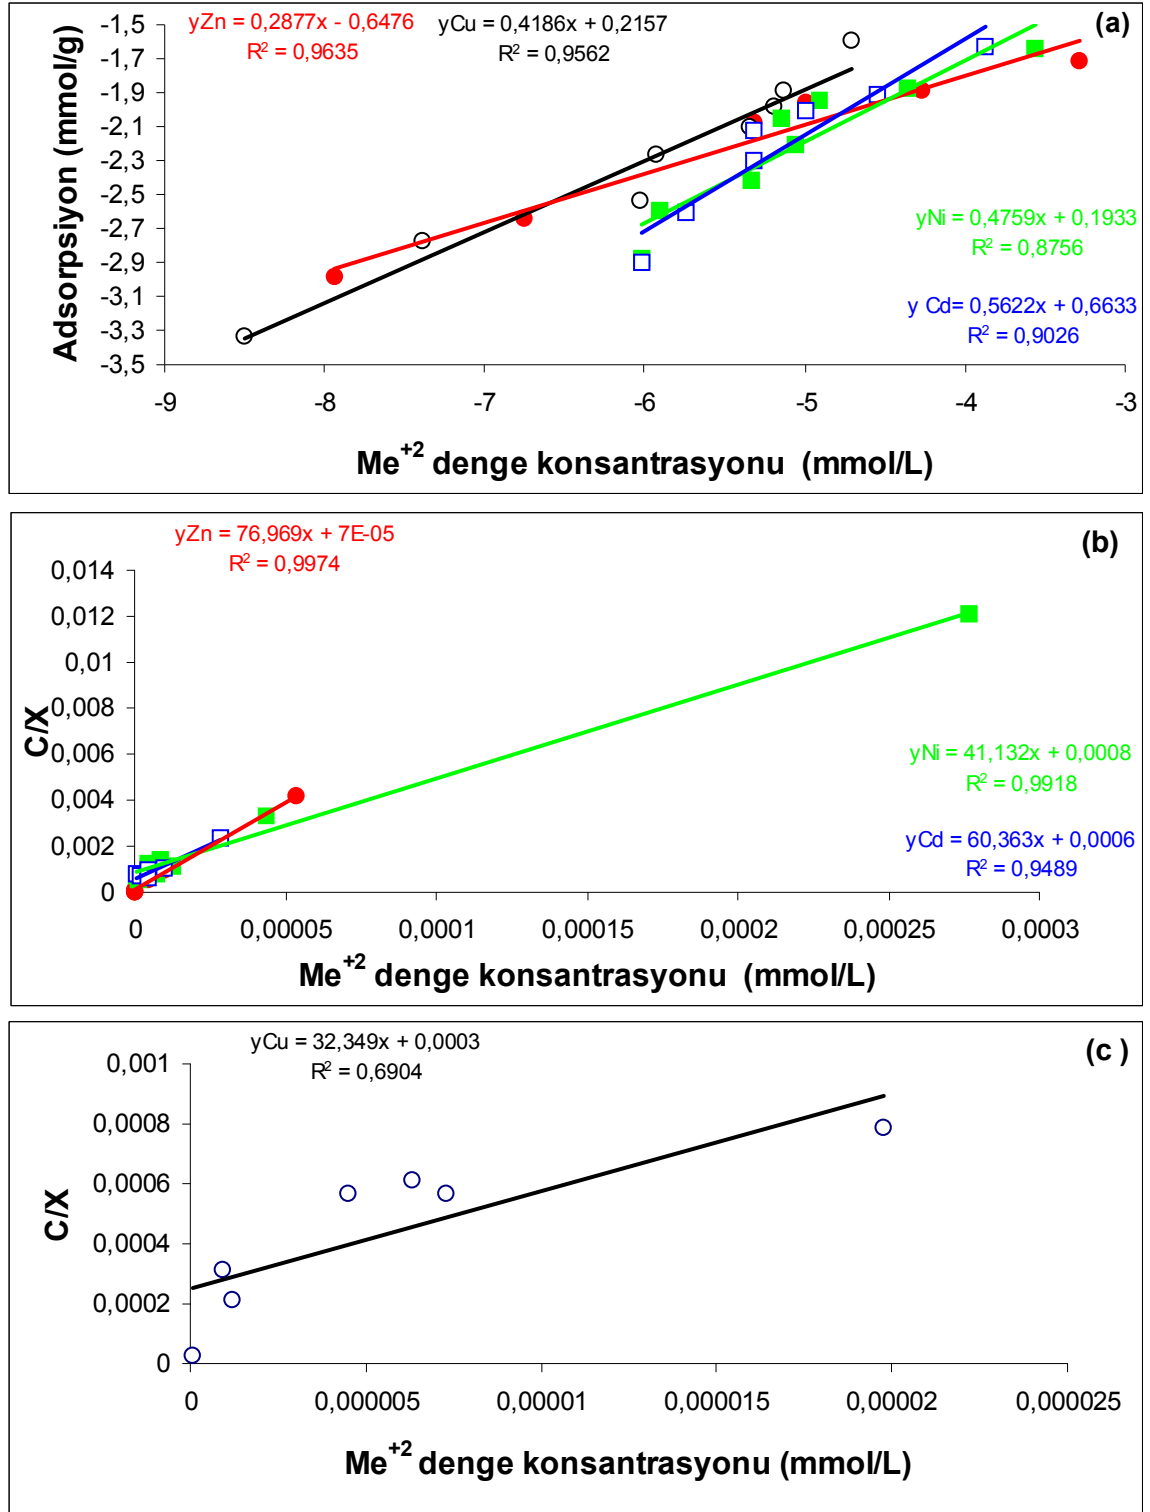 yZn = 0,2877x - 0,6476
R² = 0,9635
yCu = 0,4186x + 0,2157
R² = 0,9562
(a)
Adsorpsiyon (mmol/g)
-1,5
-1,7
-1,9
-2,1
-2,3
-2,5
-2,7
-2,9
-3,1
-3,3
-3,5
yNi = 0,4759x + 0,1933
R² = 0,8756
y Cd= 0,5622x + 0,6633
R² = 0,9026
-9 -8 -7 -6 -5 -4 -3
Me⁺² denge konsantrasyonu (mmol/L)
yZn = 76,969x + 7E-05
R² = 0,9974
(b)
C/X
0,014
0,012
0,01
0,008
0,006
0,004
0,002
0
yNi = 41,132x + 0,0008
R² = 0,9918
yCd = 60,363x + 0,0006
R² = 0,9489
0 0,00005 0,0001 0,00015 0,0002 0,00025 0,0003
Me⁺² denge konsantrasyonu (mmol/L)
yCu = 32,349x + 0,0003
R² = 0,6904
(c )
C/X
0,001
0,0008
0,0006
0,0004
0,0002
0
0 0,000005 0,00001 0,000015 0,00002 0,000025
Me⁺² denge konsantrasyonu (mmol/L)